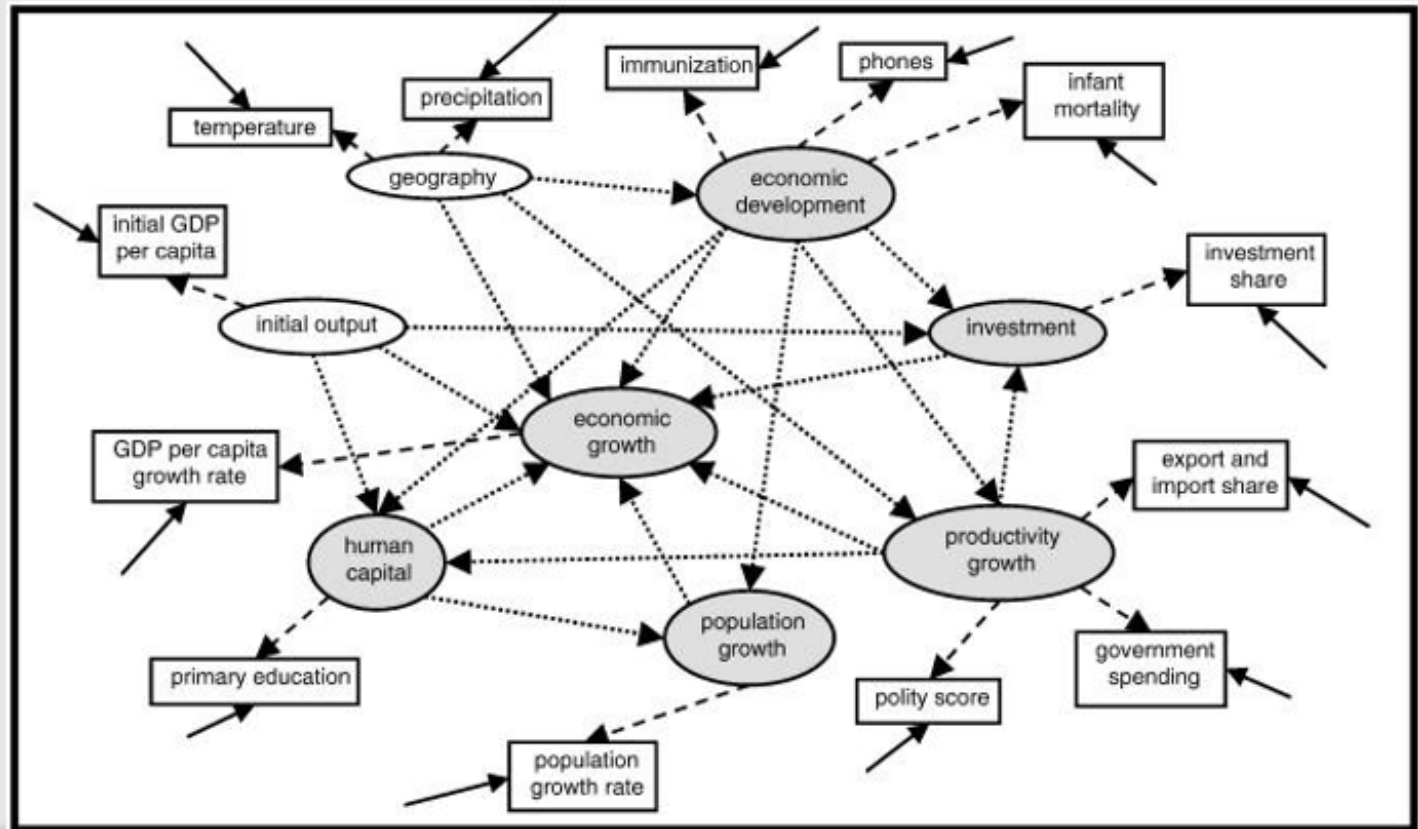 immunization
phones
infant
mortality
precipitation
temperature
geography
economic
development
initial GDP
per capita
investment
share
initial output
investment
economic
growth
GDP per capita
growth rate
export and
import share
human
capital
productivity
growth
population
growth
government
spending
primary education
polity score
population
growth rate